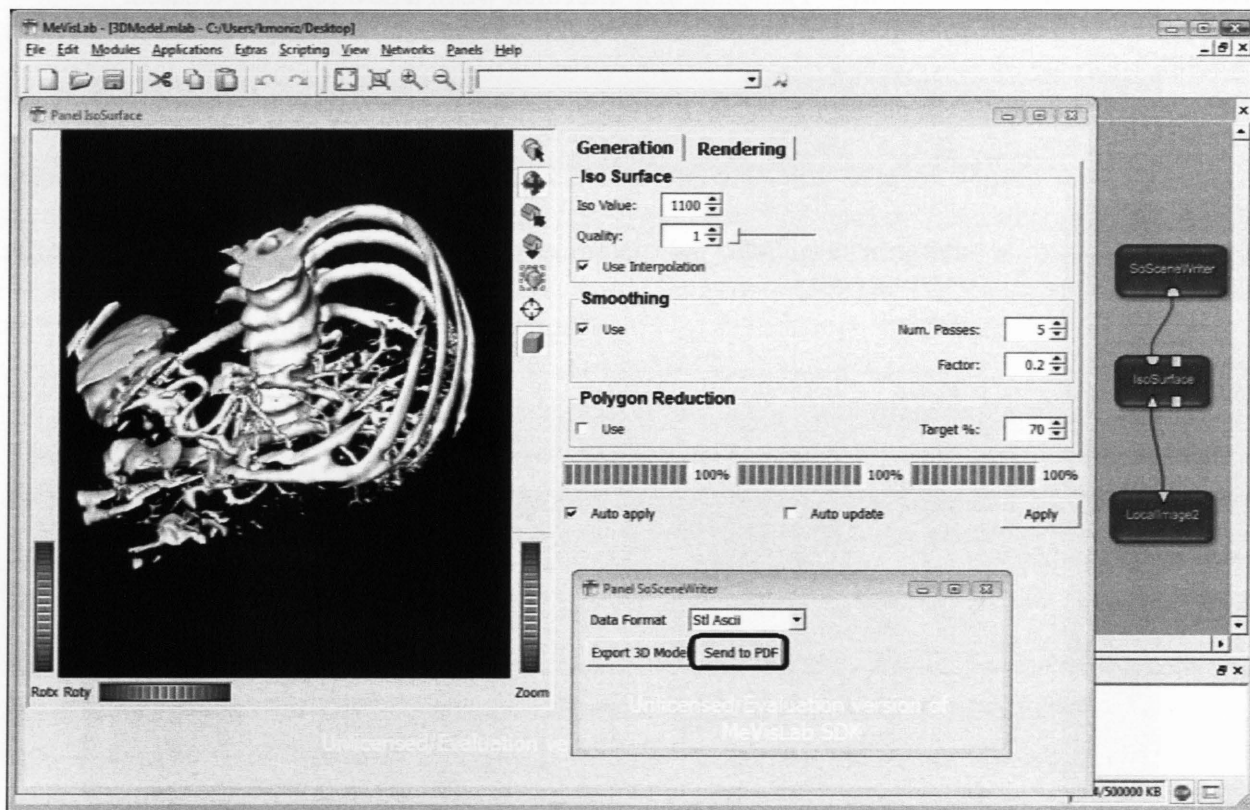 MeVisLab - [3DModel.mlab - C:/Users/kmoniz/Desktop]
File Edit Modules Applications Extras Scripting View Networks Panels Help
Panel IsoSurface
Generation Rendering
Iso Surface
Iso Value: 1100
Quality: 1
Use Interpolation
Smoothing
Use Num. Passes: 5
Factor: 0.2
Polygon Reduction
Use Target %: 70
100% 100% 100%
Auto apply Auto update Apply
SoSceneWriter
IsoSurface
LocalImage2
Panel SoSceneWriter
Data Format Stl Ascii
Export 3D Mode Send to PDF
Rotx Roty Zoom
Unlicensed/Evaluation version of
MeVisLab SDK
Unlicensed/Evaluation ve
/500000 KB